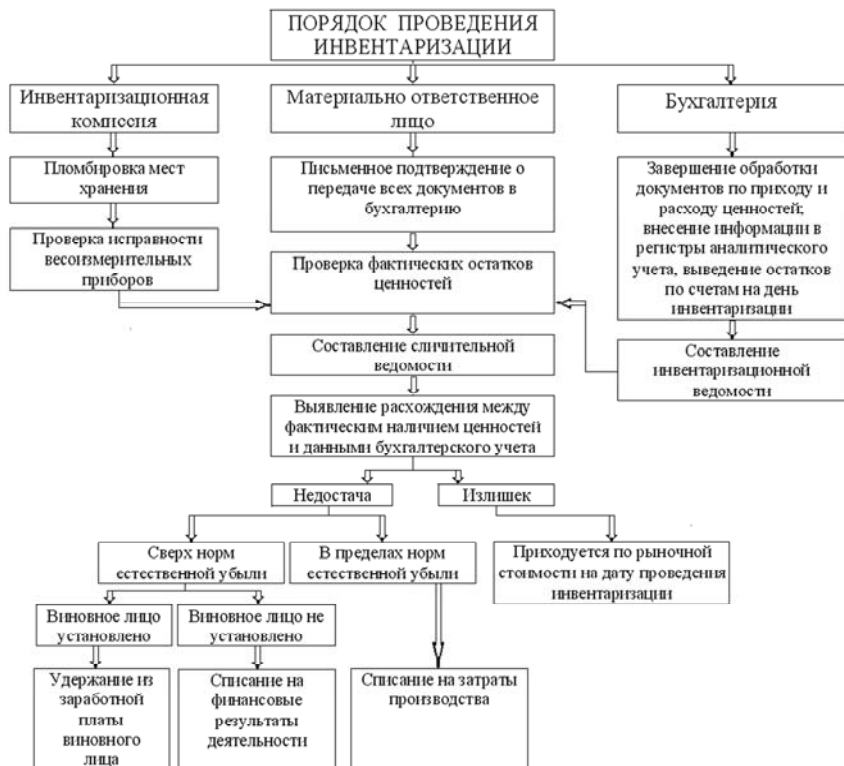 ПОРЯДОК ПРОВЕДЕНИЯ
ИНВЕНТАРИЗАЦИИ
Инвентаризационная
комиссия
Материально ответственное
лицо
Бухгалтерия
Пломбировка мест
хранения
Письменное подтверждение о
передаче всех документов в
бухгалтерию
Завершение обработки
документов по приходу и
расходу ценностей;
внесение информации в
регистры аналитического
учета, выведение остатков
по счетам на день
инвентаризации
Проверка исправности
весоизмерительных
приборов
Проверка фактических остатков
ценностей
Составление сличительной
ведомости
Составление
инвентаризационной
ведомости
Выявление расхождения между
фактическим наличием ценностей
и данными бухгалтерского учета
Недостача
Излишек
Сверх норм
естественной убыли
В пределах норм
естественной убыли
Приходуется по рыночной
стоимости на дату проведения
инвентаризации
Виновное лицо
установлено
Виновное лицо не
установлено
Удержание из
заработной
платы
виновного
лица
Списание на
финансовые
результаты
деятельности
Списание на затраты
производства